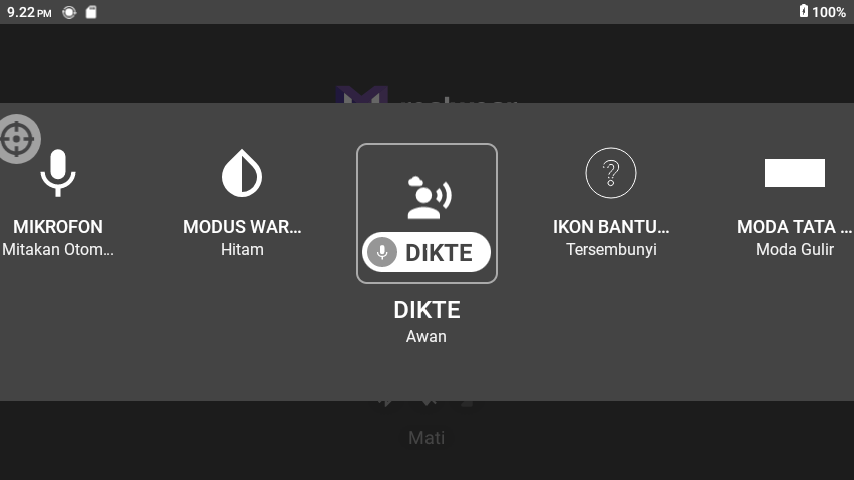 9.22 PM
100%
MIKROFON
Mitakan Otom...
MODUS WAR...
Hitam
DIKTE
DIKTE
Awan
IKON BANTU...
Tersembunyi
MODA TATA ...
Moda Gulir
Mati